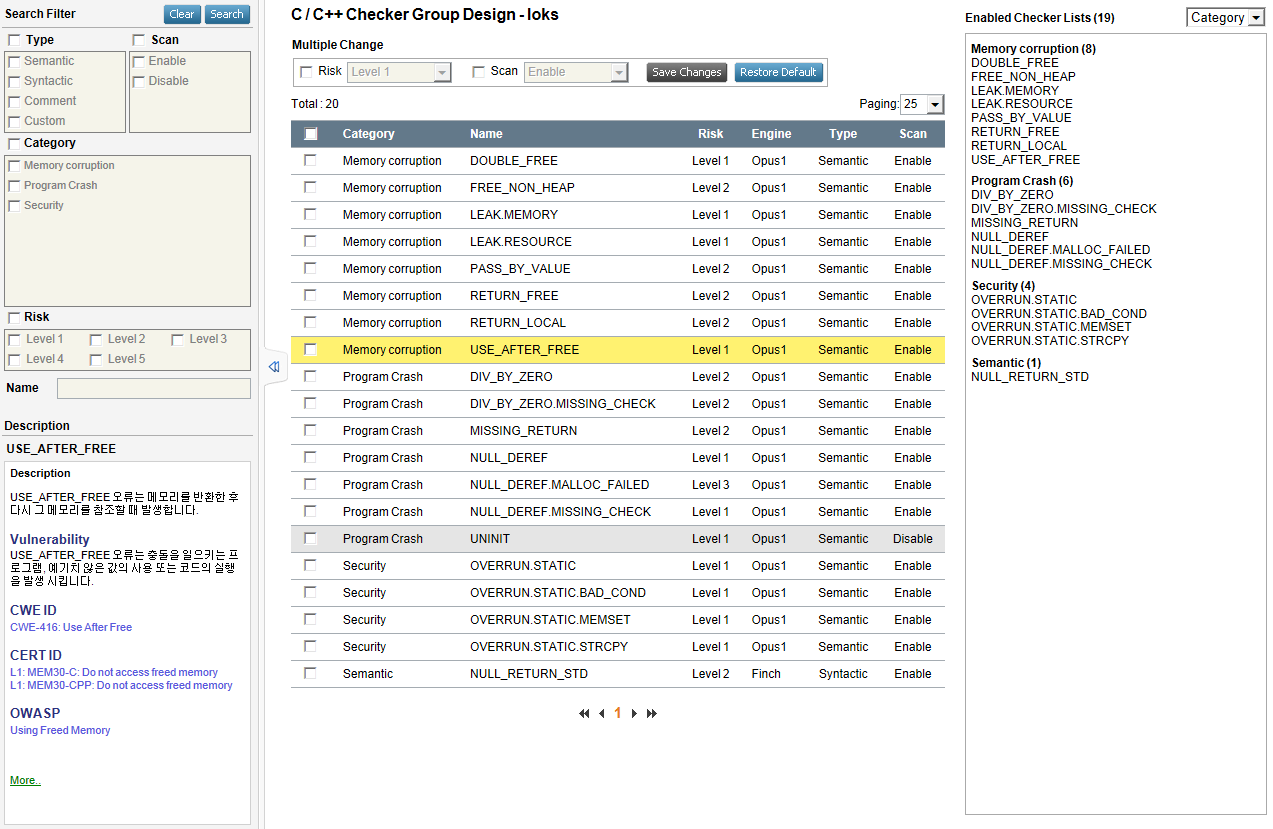 Search Filter
Clear
Search
Type
Scan
Semantic
Syntactic
Comment
Custom
Enable
Disable
Category
Memory corruption
Program Crash
Security
Risk
Level 1
Level 2
Level 3
Level 4
Level 5
Name
Description
USE_AFTER_FREE
Description
USE_AFTER_FREE 오류는 메모리를 반환한 후
다시 그 메모리를 참조할 때 발생합니다.
Vulnerability
USE_AFTER_FREE 오류는 충돌을 일으키는 프
로그램, 예기치 않은 값의 사용 또는 코드의 실행
을 발생 시킵니다.
CWE ID
CWE-416: Use After Free
CERT ID
L1: MEM30-C: Do not access freed memory
L1: MEM30-CPP: Do not access freed memory
OWASP
Using Freed Memory
More..
C / C++ Checker Group Design - loks
Multiple Change
Risk Level 1 Scan Enable Save Changes Restore Default
Total : 20
Paging: 25
Category Name Risk Engine Type Scan
Memory corruption DOUBLE_FREE Level 1 Opus1 Semantic Enable
Memory corruption FREE_NON_HEAP Level 2 Opus1 Semantic Enable
Memory corruption LEAK.MEMORY Level 1 Opus1 Semantic Enable
Memory corruption LEAK.RESOURCE Level 1 Opus1 Semantic Enable
Memory corruption PASS_BY_VALUE Level 2 Opus1 Semantic Enable
Memory corruption RETURN_FREE Level 2 Opus1 Semantic Enable
Memory corruption RETURN_LOCAL Level 2 Opus1 Semantic Enable
Memory corruption USE_AFTER_FREE Level 1 Opus1 Semantic Enable
Program Crash DIV_BY_ZERO Level 2 Opus1 Semantic Enable
Program Crash DIV_BY_ZERO.MISSING_CHECK Level 2 Opus1 Semantic Enable
Program Crash MISSING_RETURN Level 2 Opus1 Semantic Enable
Program Crash NULL_DEREF Level 1 Opus1 Semantic Enable
Program Crash NULL_DEREF.MALLOC_FAILED Level 3 Opus1 Semantic Enable
Program Crash NULL_DEREF.MISSING_CHECK Level 1 Opus1 Semantic Enable
Program Crash UNINIT Level 1 Opus1 Semantic Disable
Security OVERRUN.STATIC Level 1 Opus1 Semantic Enable
Security OVERRUN.STATIC.BAD_COND Level 1 Opus1 Semantic Enable
Security OVERRUN.STATIC.MEMSET Level 1 Opus1 Semantic Enable
Security OVERRUN.STATIC.STRCPY Level 1 Opus1 Semantic Enable
Semantic NULL_RETURN_STD Level 2 Finch Syntactic Enable
1
Enabled Checker Lists (19)
Category
Memory corruption (8)
DOUBLE_FREE
FREE_NON_HEAP
LEAK.MEMORY
LEAK.RESOURCE
PASS_BY_VALUE
RETURN_FREE
RETURN_LOCAL
USE_AFTER_FREE
Program Crash (6)
DIV_BY_ZERO
DIV_BY_ZERO.MISSING_CHECK
MISSING_RETURN
NULL_DEREF
NULL_DEREF.MALLOC_FAILED
NULL_DEREF.MISSING_CHECK
Security (4)
OVERRUN.STATIC
OVERRUN.STATIC.BAD_COND
OVERRUN.STATIC.MEMSET
OVERRUN.STATIC.STRCPY
Semantic (1)
NULL_RETURN_STD